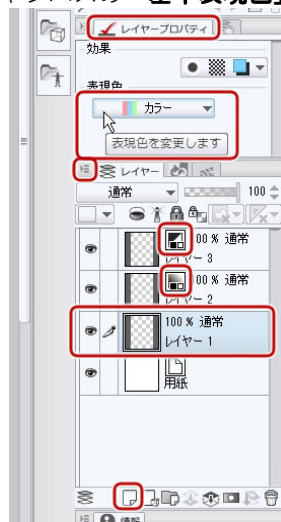 レイヤープロパティ
効果
表現色
カラー
表現色を変更します
レイヤー
通常
100
00 % 通常
レイヤー 3
00 % 通常
レイヤー 2
100 % 通常
レイヤー 1
用紙
情報